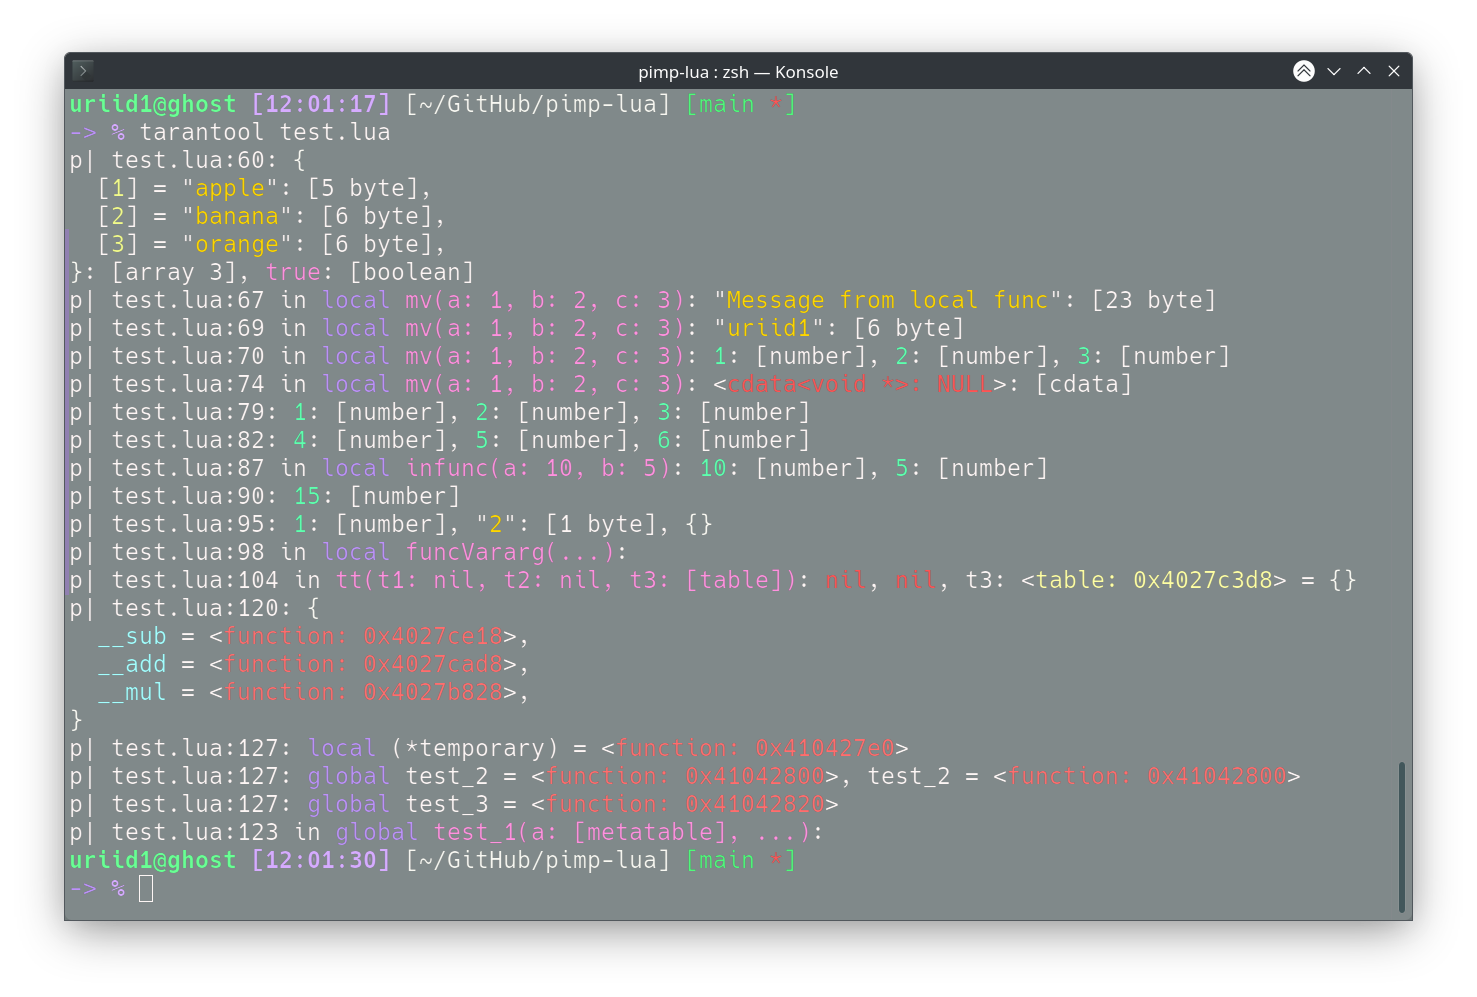 pimp-lua : zsh — Konsole
uriid1@ghost [12:01:17] [~/GitHub/pimp-lua] [main *]
-> % tarantool test.lua
p| test.lua:60: {
  [1] = "apple": [5 byte],
  [2] = "banana": [6 byte],
  [3] = "orange": [6 byte],
}: [array 3], true: [boolean]
p| test.lua:67 in local mv(a: 1, b: 2, c: 3): "Message from local func": [23 byte]
p| test.lua:69 in local mv(a: 1, b: 2, c: 3): "uriid1": [6 byte]
p| test.lua:70 in local mv(a: 1, b: 2, c: 3): 1: [number], 2: [number], 3: [number]
p| test.lua:74 in local mv(a: 1, b: 2, c: 3): <cdata<void *>: NULL>: [cdata]
p| test.lua:79: 1: [number], 2: [number], 3: [number]
p| test.lua:82: 4: [number], 5: [number], 6: [number]
p| test.lua:87 in local infunc(a: 10, b: 5): 10: [number], 5: [number]
p| test.lua:90: 15: [number]
p| test.lua:95: 1: [number], "2": [1 byte], {}
p| test.lua:98 in local funcVararg(...):
p| test.lua:104 in tt(t1: nil, t2: nil, t3: [table]): nil, nil, t3: <table: 0x4027c3d8> = {}
p| test.lua:120: {
  __sub = <function: 0x4027ce18>,
  __add = <function: 0x4027cad8>,
  __mul = <function: 0x4027b828>,
}
p| test.lua:127: local (*temporary) = <function: 0x410427e0>
p| test.lua:127: global test_2 = <function: 0x41042800>, test_2 = <function: 0x41042800>
p| test.lua:127: global test_3 = <function: 0x41042820>
p| test.lua:123 in global test_1(a: [metatable], ...):
uriid1@ghost [12:01:30] [~/GitHub/pimp-lua] [main *]
-> %